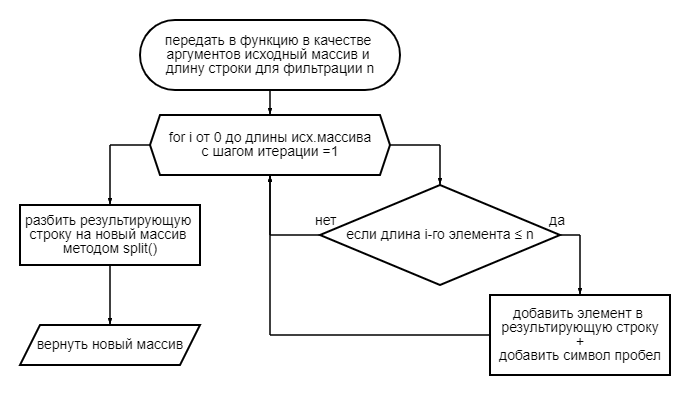 передать в функцию в качестве
аргументов исходный массив и
длину строки для фильтрации n
for i от 0 до длины исх.массива
с шагом итерации =1
разбить результирующую
строку на новый массив
методом split()
вернуть новый массив
нет
если длина i-го элемента ≤ n
да
добавить элемент в
результирующую строку
+
добавить символ пробел